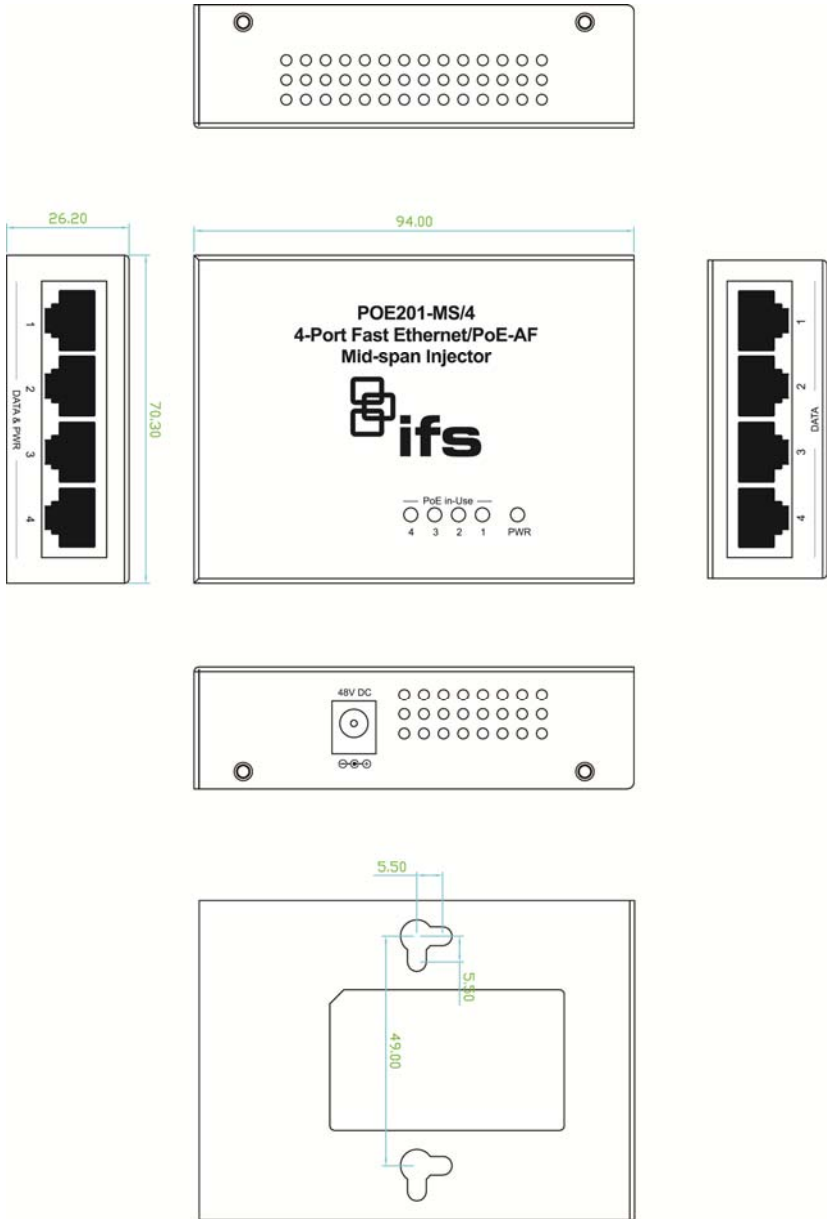 26.20
94.00
1
2
3
4
DATA & PWR
70.30
POE201-MS/4
4-Port Fast Ethernet/PoE-AF
Mid-span Injector
ifs
PoE in-Use
4 3 2 1 PWR
1
2
3
4
DATA
48V DC
5.50
5.50
49.00